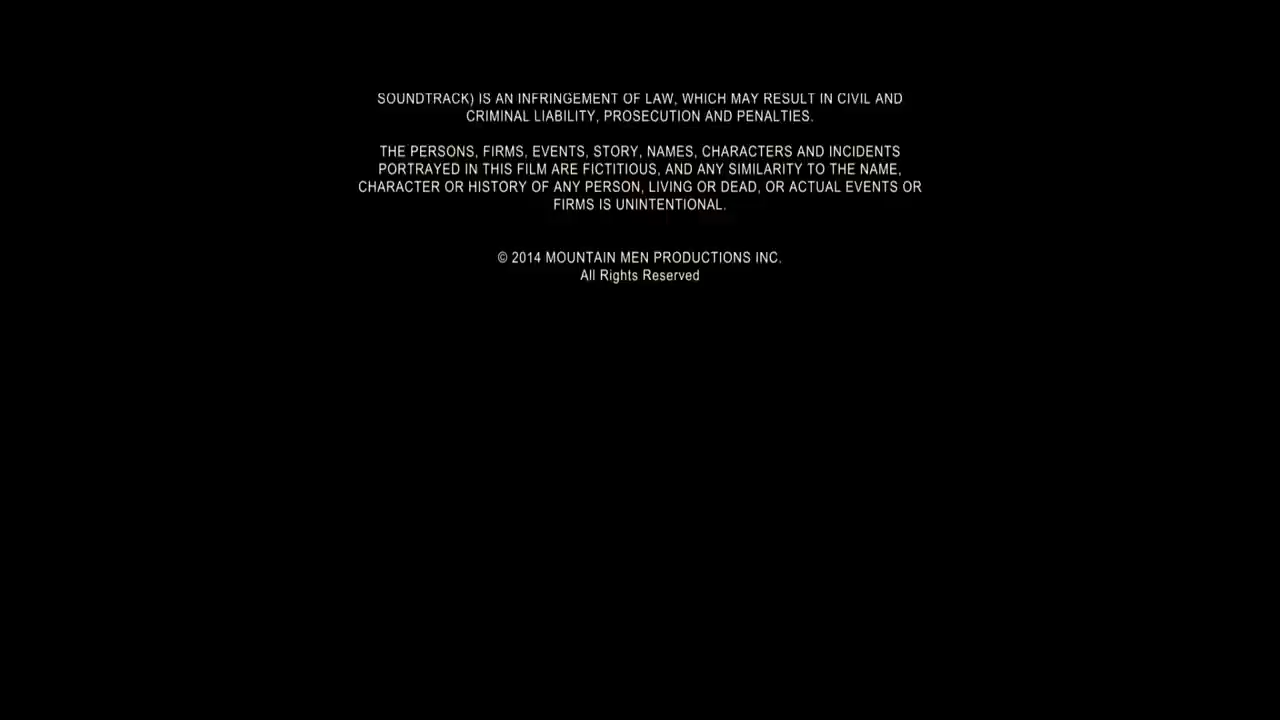 SOUNDTRACK) IS AN INFRINGEMENT OF LAW, WHICH MAY RESULT IN CIVIL AND
CRIMINAL LIABILITY, PROSECUTION AND PENALTIES.
THE PERSONS, FIRMS, EVENTS, STORY, NAMES, CHARACTERS AND INCIDENTS
PORTRAYED IN THIS FILM ARE FICTITIOUS, AND ANY SIMILARITY TO THE NAME,
CHARACTER OR HISTORY OF ANY PERSON, LIVING OR DEAD, OR ACTUAL EVENTS OR
FIRMS IS UNINTENTIONAL.
© 2014 MOUNTAIN MEN PRODUCTIONS INC.
All Rights Reserved